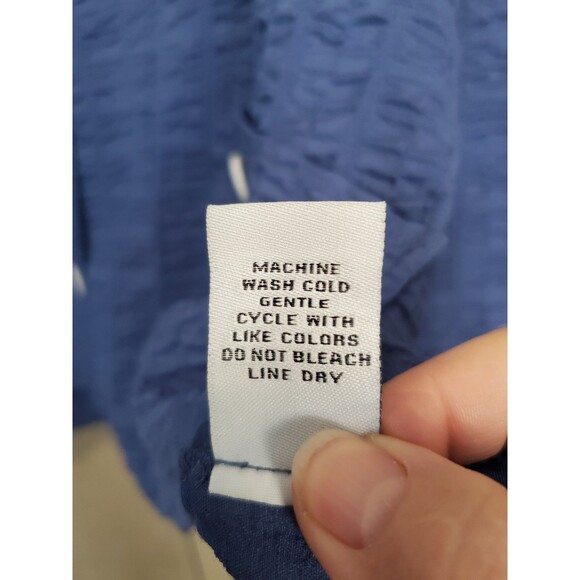 MACHINE
WASH COLD
GENTLE
CYCLE WITH
LIKE COLORS
DO NOT BLEACH
LINE DRY